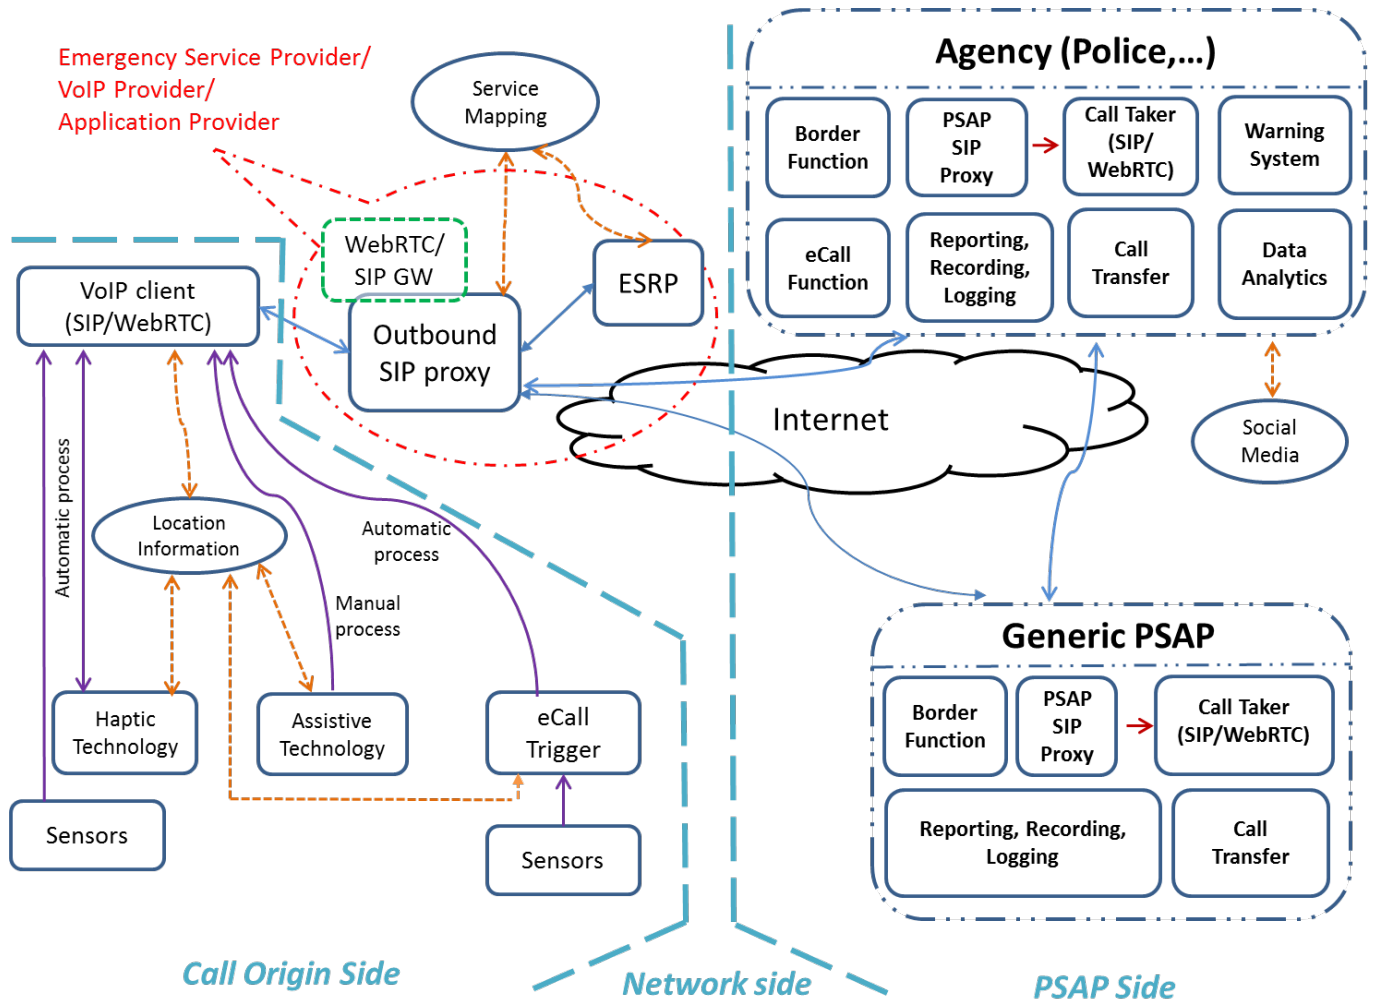 Emergency Service Provider/
VoIP Provider/
Application Provider
Service
Mapping
WebRTC/
SIP GW
ESRP
Outbound
SIP proxy
VoIP client
(SIP/WebRTC)
Automatic process
Location
Information
Automatic
process
Manual
process
Haptic
Technology
Assistive
Technology
eCall
Trigger
Sensors
Sensors
Call Origin Side
Network side
Internet
Agency (Police,...)
Border
Function
PSAP
SIP
Proxy
Call Taker
(SIP/
WebRTC)
Warning
System
eCall
Function
Reporting,
Recording,
Logging
Call
Transfer
Data
Analytics
Social
Media
Generic PSAP
Border
Function
PSAP
SIP
Proxy
Call Taker
(SIP/WebRTC)
Reporting, Recording,
Logging
Call
Transfer
PSAP Side